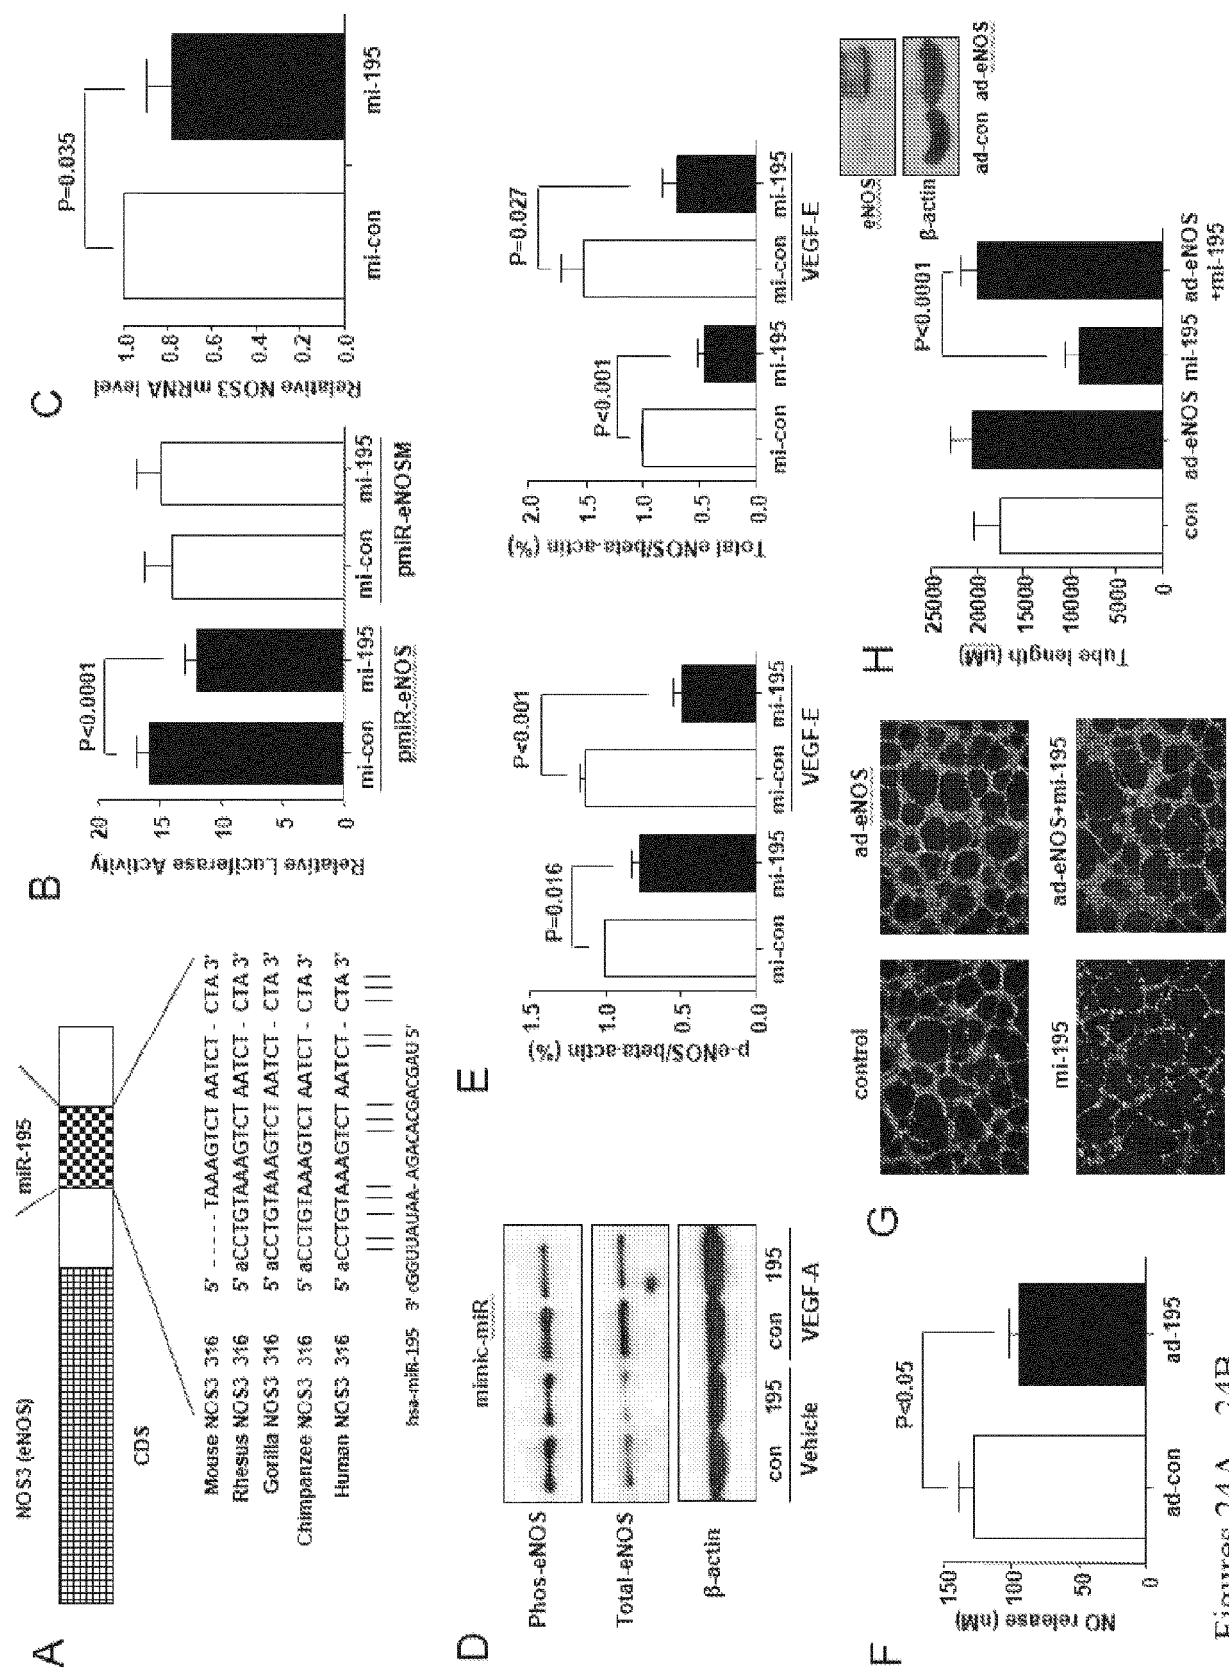 A
NOS3 (eNOS)
miR-195
CDS
Mouse NOS3 316 5' - - - - - TAAAGTCT AATCT - CTA 3'
Rhesus NOS3 316 5' aCCTGTAAAGTCT AATCT - CTA 3'
Gorilla NOS3 316 5' aCCTGTAAAGTCT AATCT - CTA 3'
Chimpanzee NOS3 316 5' aCCTGTAAAGTCT AATCT - CTA 3'
Human NOS3 316 5' aCCTGTAAAGTCT AATCT - CTA 3'
hsa-miR-195 3' cGGUUAUAA- AGACACGACGAU 5'
B
Relative Luciferase Activity
20
15
10
5
0
P<0.0001
mi-con mi-195 mi-con mi-195
pmiR-eNOS pmiR-eNOSM
C
Relative NOS3 mRNA level
1.0
0.8
0.6
0.4
0.2
0.0
P=0.035
mi-con mi-195
D
mimic-miR
Phos-eNOS
Total-eNOS
β-actin
con 195 con 195
Vehicle VEGF-A
E
p-eNOS/beta-actin (%)
1.5
1.0
0.5
0.0
P=0.016
P<0.001
mi-con mi-195 mi-con mi-195
VEGF-E
Total eNOS/beta-actin (%)
2.0
1.5
1.0
0.5
0.0
P<0.001
P=0.027
mi-con mi-195 mi-con mi-195
VEGF-E
F
NO release (nM)
150
100
50
0
P<0.05
ad-con ad-195
G
control ad-eNOS
mi-195 ad-eNOS+mi-195
H
Tube length (uM)
25000
20000
15000
10000
5000
0
P<0.0001
con ad-eNOS mi-195 ad-eNOS
+mi-195
eNOS
β-actin
ad-con ad-eNOS
Figures 24A - 24B